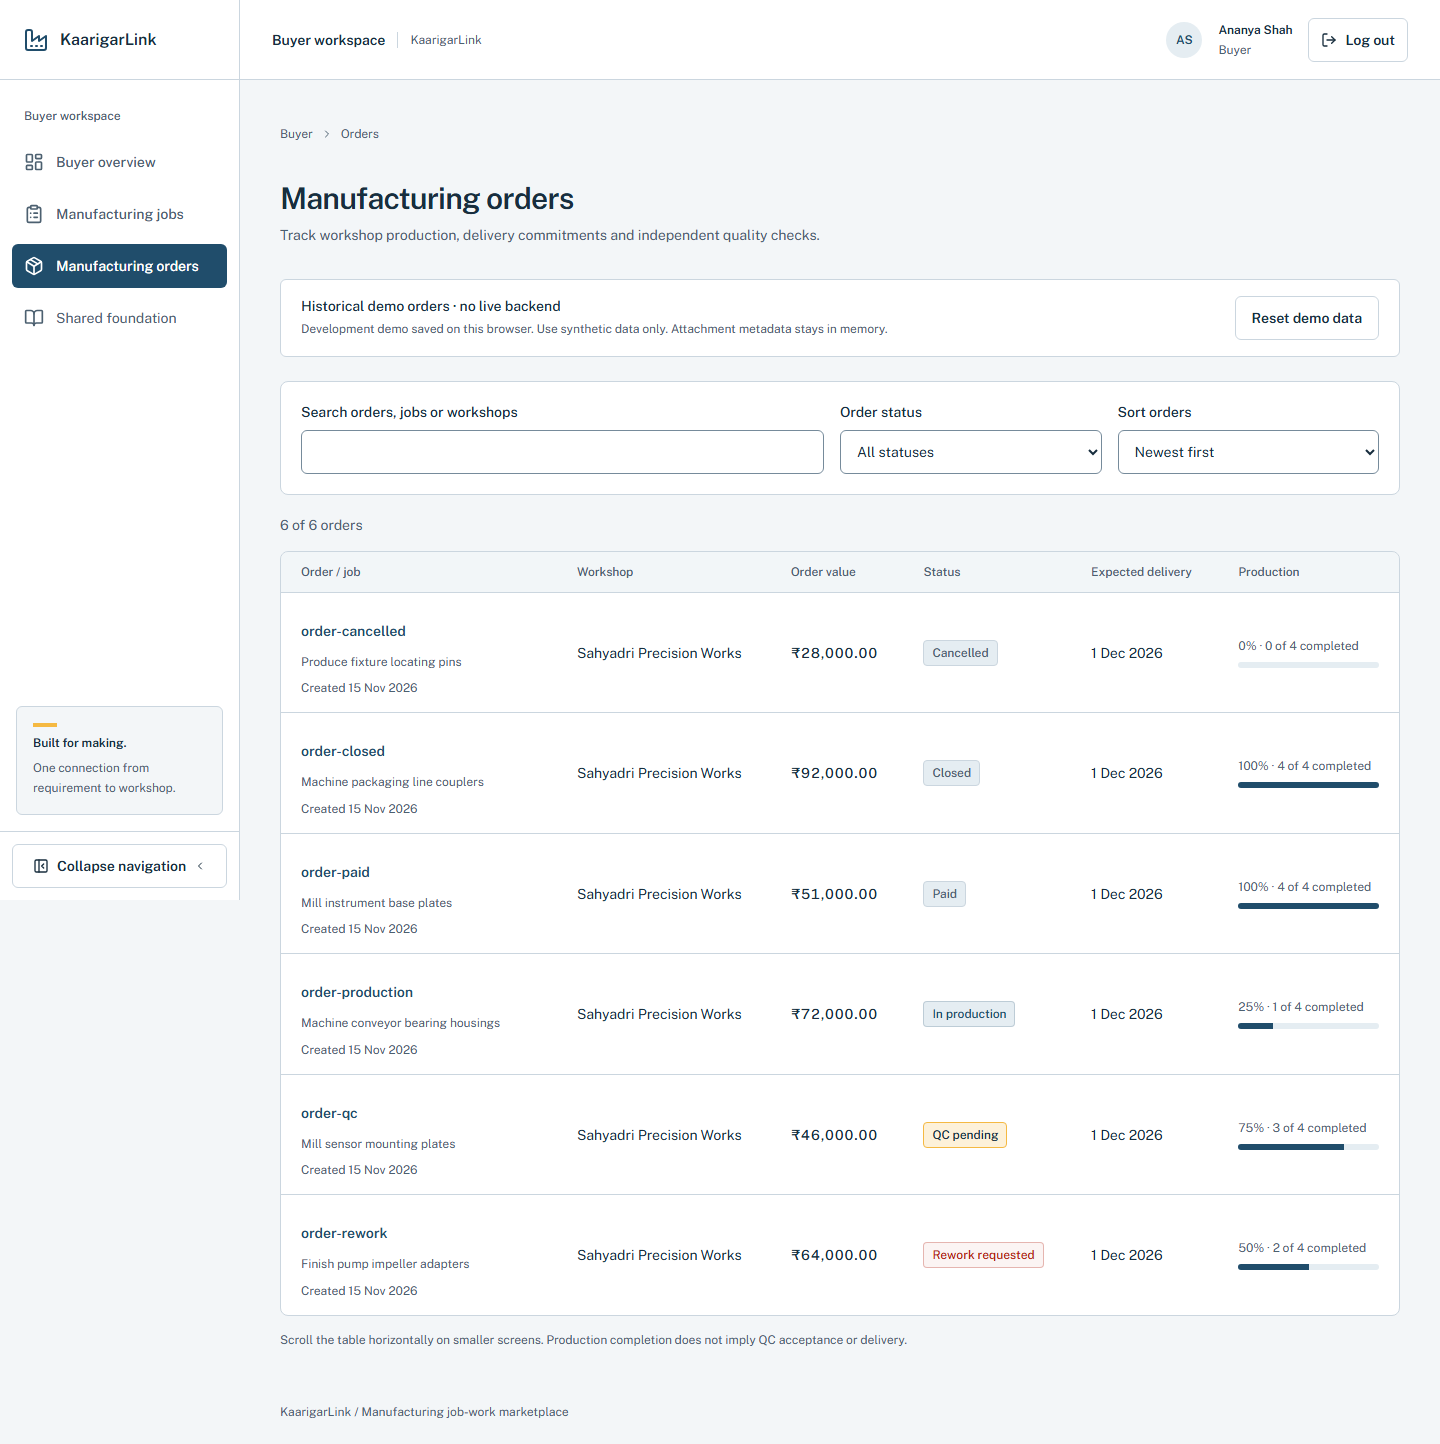 KaarigarLink
Buyer workspace
KaarigarLink
AS
Ananya Shah
Buyer
Log out
Buyer workspace
Buyer overview
Manufacturing jobs
Manufacturing orders
Shared foundation
Built for making.
One connection from
requirement to workshop.
Collapse navigation
Buyer
Orders
Manufacturing orders
Track workshop production, delivery commitments and independent quality checks.
Historical demo orders · no live backend
Development demo saved on this browser. Use synthetic data only. Attachment metadata stays in memory.
Reset demo data
Search orders, jobs or workshops
Order status
Sort orders
All statuses
Newest first
6 of 6 orders
Order / job Workshop Order value Status Expected delivery Production
order-cancelled
Produce fixture locating pins
Created 15 Nov 2026
Sahyadri Precision Works
₹28,000.00
Cancelled
1 Dec 2026
0% · 0 of 4 completed
order-closed
Machine packaging line couplers
Created 15 Nov 2026
Sahyadri Precision Works
₹92,000.00
Closed
1 Dec 2026
100% · 4 of 4 completed
order-paid
Mill instrument base plates
Created 15 Nov 2026
Sahyadri Precision Works
₹51,000.00
Paid
1 Dec 2026
100% · 4 of 4 completed
order-production
Machine conveyor bearing housings
Created 15 Nov 2026
Sahyadri Precision Works
₹72,000.00
In production
1 Dec 2026
25% · 1 of 4 completed
order-qc
Mill sensor mounting plates
Created 15 Nov 2026
Sahyadri Precision Works
₹46,000.00
QC pending
1 Dec 2026
75% · 3 of 4 completed
order-rework
Finish pump impeller adapters
Created 15 Nov 2026
Sahyadri Precision Works
₹64,000.00
Rework requested
1 Dec 2026
50% · 2 of 4 completed
Scroll the table horizontally on smaller screens. Production completion does not imply QC acceptance or delivery.
KaarigarLink / Manufacturing job-work marketplace